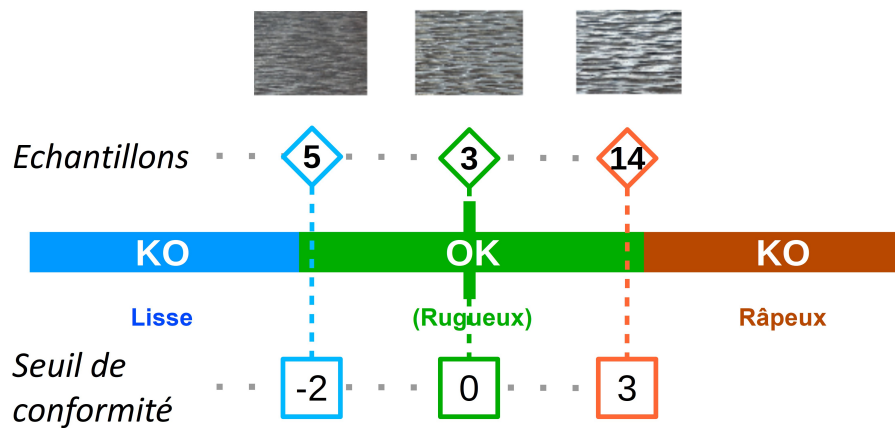 Echantillons
5
3
14
KO
OK
KO
Lisse
(Rugueux)
Râpeux
Seuil de
conformité
-2
0
3